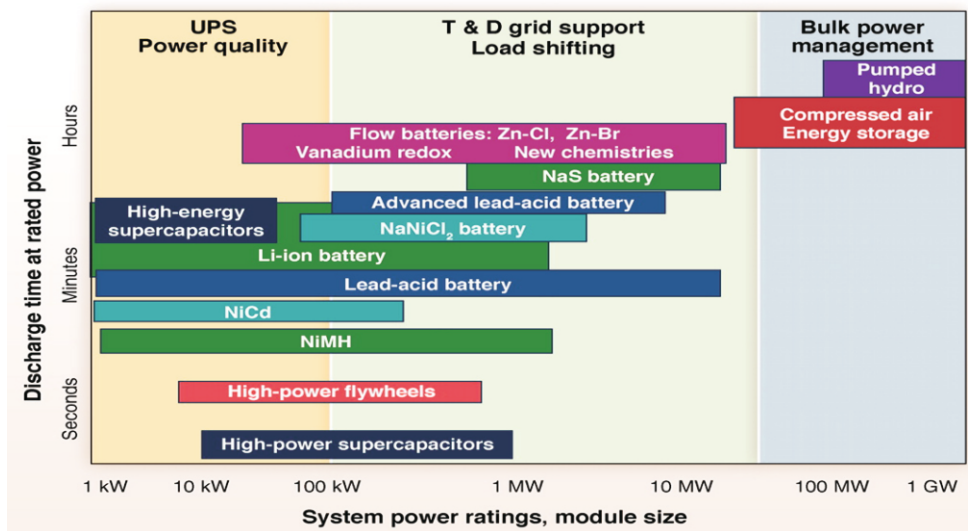 UPS
Power quality
T & D grid support
Load shifting
Bulk power
management
Pumped
hydro
Compressed air
Energy storage
Flow batteries: Zn-Cl, Zn-Br
Vanadium redox New chemistries
NaS battery
Advanced lead-acid battery
High-energy
supercapacitors
NaNiCl₂ battery
Li-ion battery
Lead-acid battery
NiCd
NiMH
High-power flywheels
High-power supercapacitors
Discharge time at rated power
Hours
Minutes
Seconds
1 kW 10 kW 100 kW 1 MW 10 MW 100 MW 1 GW
System power ratings, module size